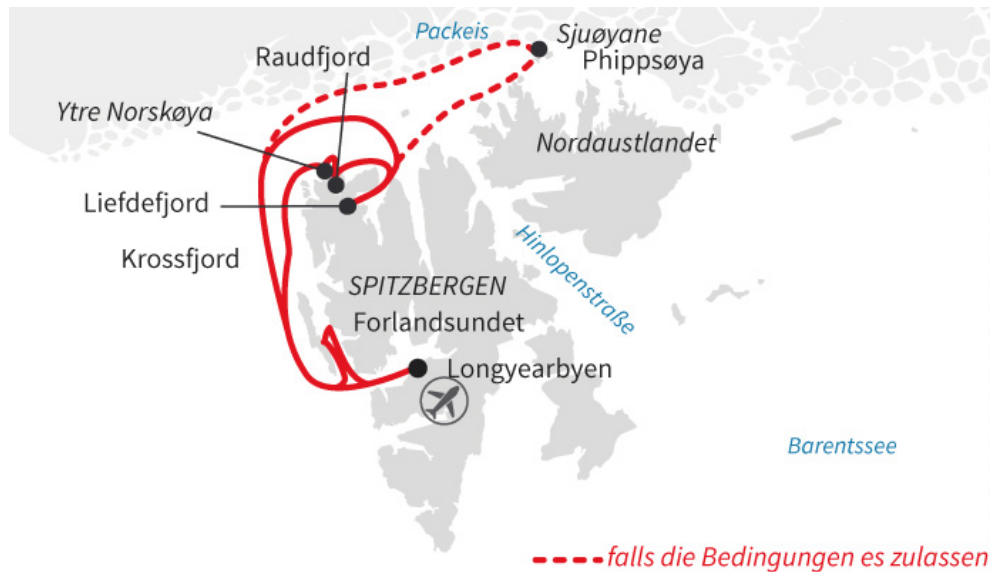 Packeis
Sjuøyane
Phippsøya
Raudfjord
Ytre Norskøya
Nordaustlandet
Liefdefjord
Krossfjord
Hinlopenstraße
SPITZBERGEN
Forlandsundet
Longyearbyen
Barentssee
falls die Bedingungen es zulassen